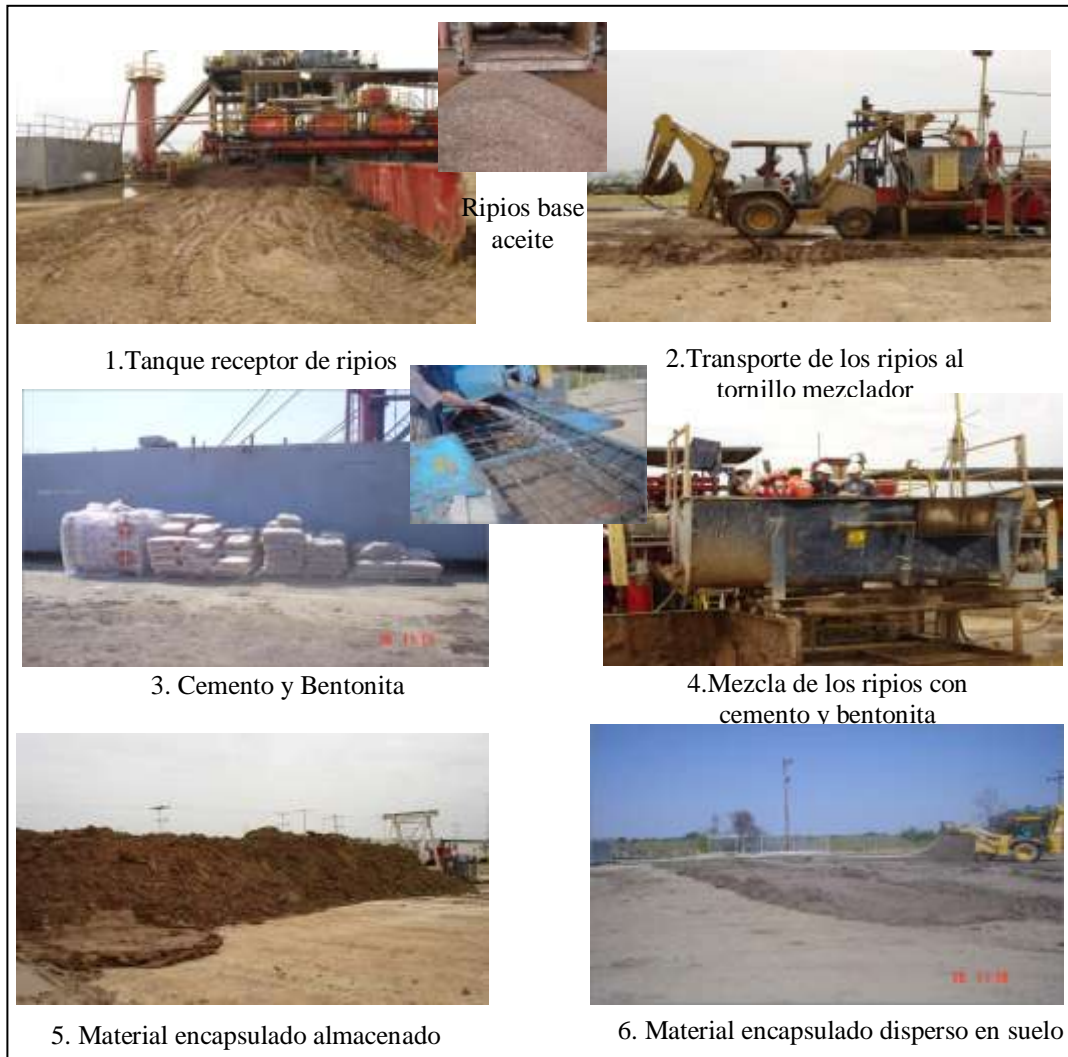 Ripios base
aceite
1.Tanque receptor de ripios
2.Transporte de los ripios al
tornillo mezclador
3. Cemento y Bentonita
4.Mezcla de los ripios con
cemento y bentonita
5. Material encapsulado almacenado
6. Material encapsulado disperso en suelo